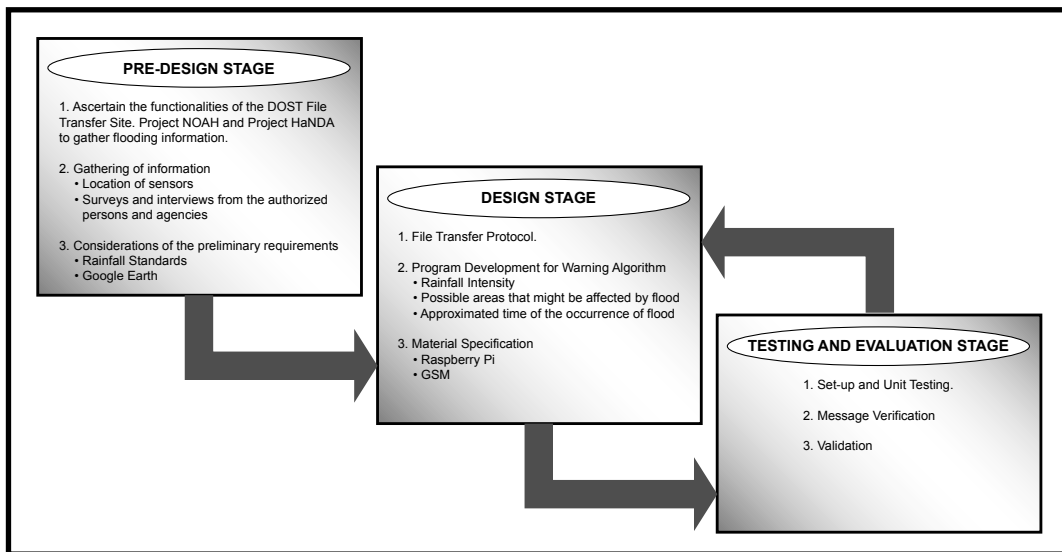 PRE-DESIGN STAGE
1. Ascertain the functionalities of the DOST File
Transfer Site. Project NOAH and Project HaNDA
to gather flooding information.
2. Gathering of information
• Location of sensors
• Surveys and interviews from the authorized
persons and agencies
3. Considerations of the preliminary requirements
• Rainfall Standards
• Google Earth
DESIGN STAGE
1. File Transfer Protocol.
2. Program Development for Warning Algorithm
• Rainfall Intensity
• Possible areas that might be affected by flood
• Approximated time of the occurrence of flood
3. Material Specification
• Raspberry Pi
• GSM
TESTING AND EVALUATION STAGE
1. Set-up and Unit Testing.
2. Message Verification
3. Validation